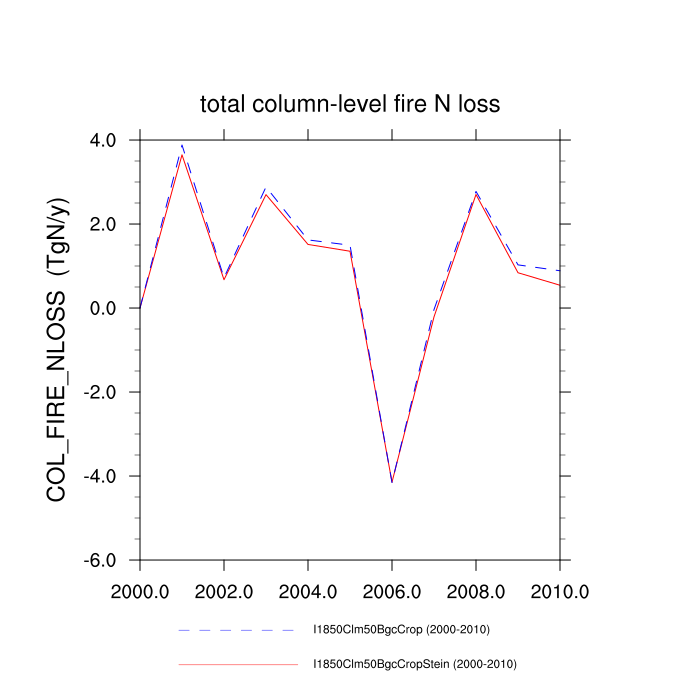 total column-level fire N loss
COL_FIRE_NLOSS (TgN/y)
4.0
2.0
0.0
-2.0
-4.0
-6.0
2000.0 2002.0 2004.0 2006.0 2008.0 2010.0
I1850Clm50BgcCrop (2000-2010)
I1850Clm50BgcCropStein (2000-2010)